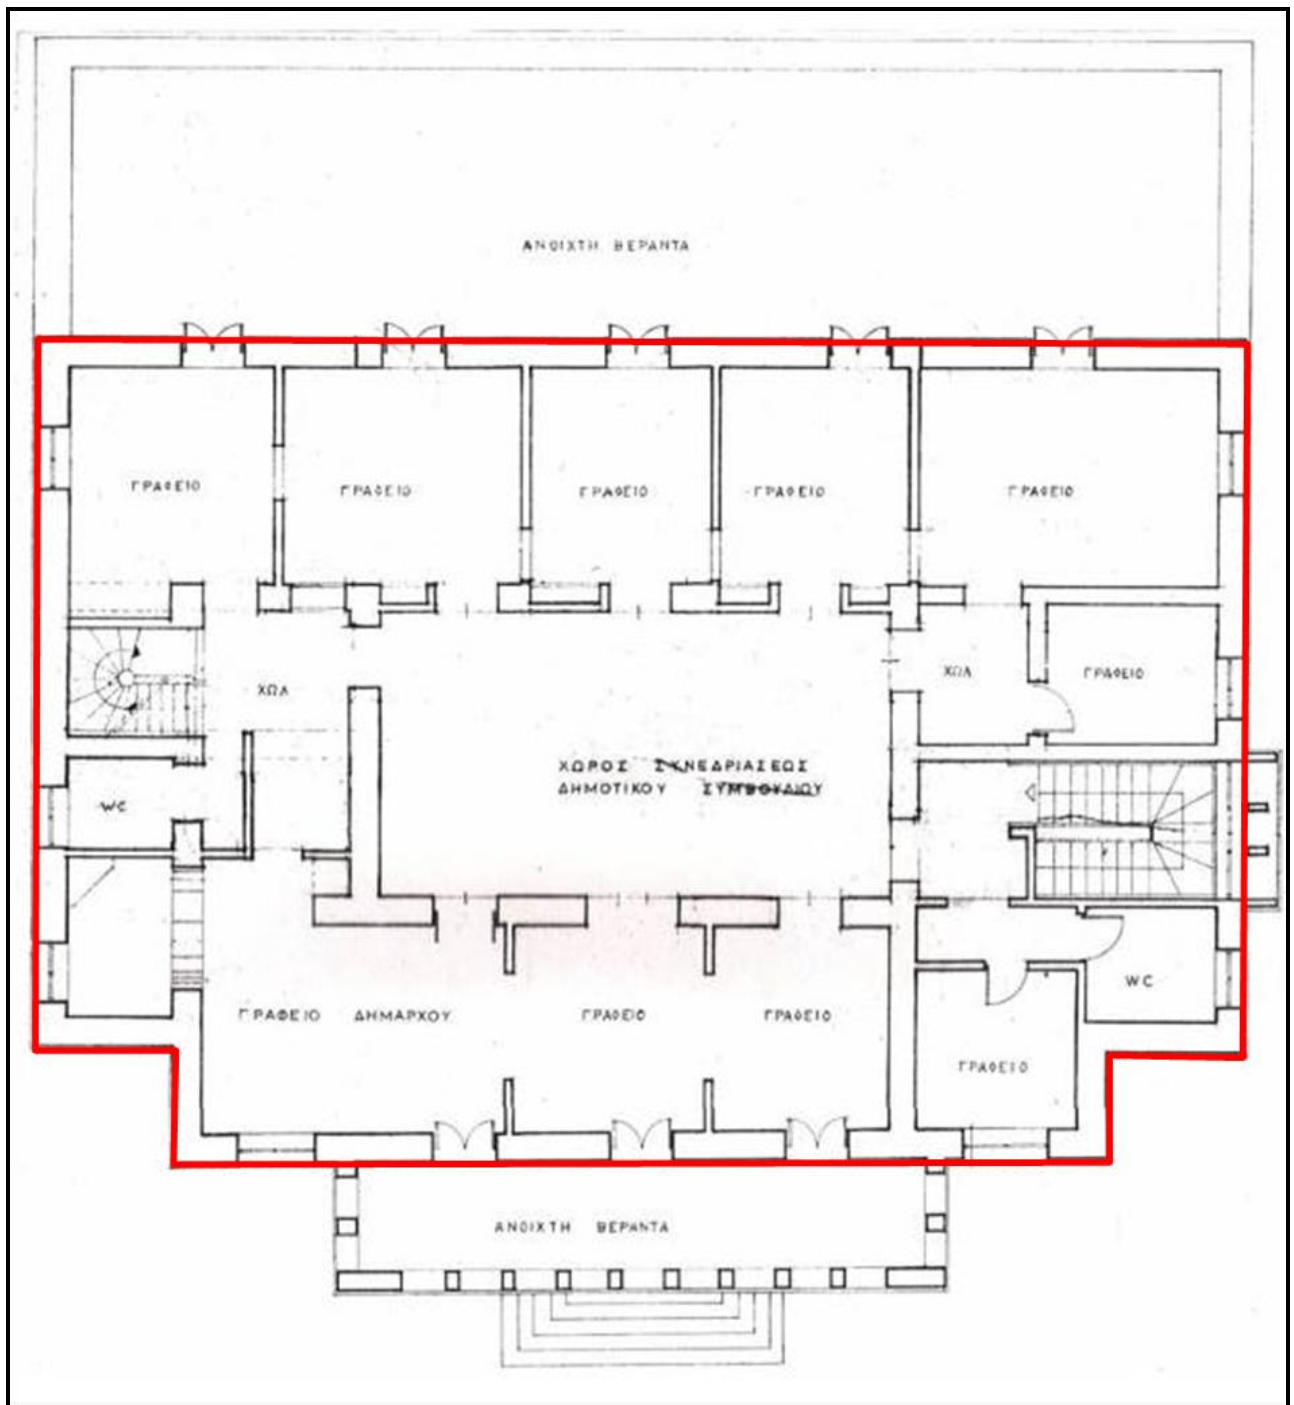 ΑΝΟΙΧΤΗ ΒΕΡΑΝΤΑ
ΓΡΑΦΕΙΟ
ΓΡΑΦΕΙΟ
ΓΡΑΦΕΙΟ
ΓΡΑΦΕΙΟ
ΓΡΑΦΕΙΟ
ΧΩΛ
ΧΩΛ
ΓΡΑΦΕΙΟ
ΧΩΡΟΣ ΣΥΝΕΔΡΙΑΣΕΩΣ
ΔΗΜΟΤΙΚΟΥ ΣΥΜΒΟΥΛΙΟΥ
WC
WC
ΓΡΑΦΕΙΟ ΔΗΜΑΡΧΟΥ
ΓΡΑΦΕΙΟ
ΓΡΑΦΕΙΟ
ΓΡΑΦΕΙΟ
ΑΝΟΙΧΤΗ ΒΕΡΑΝΤΑ